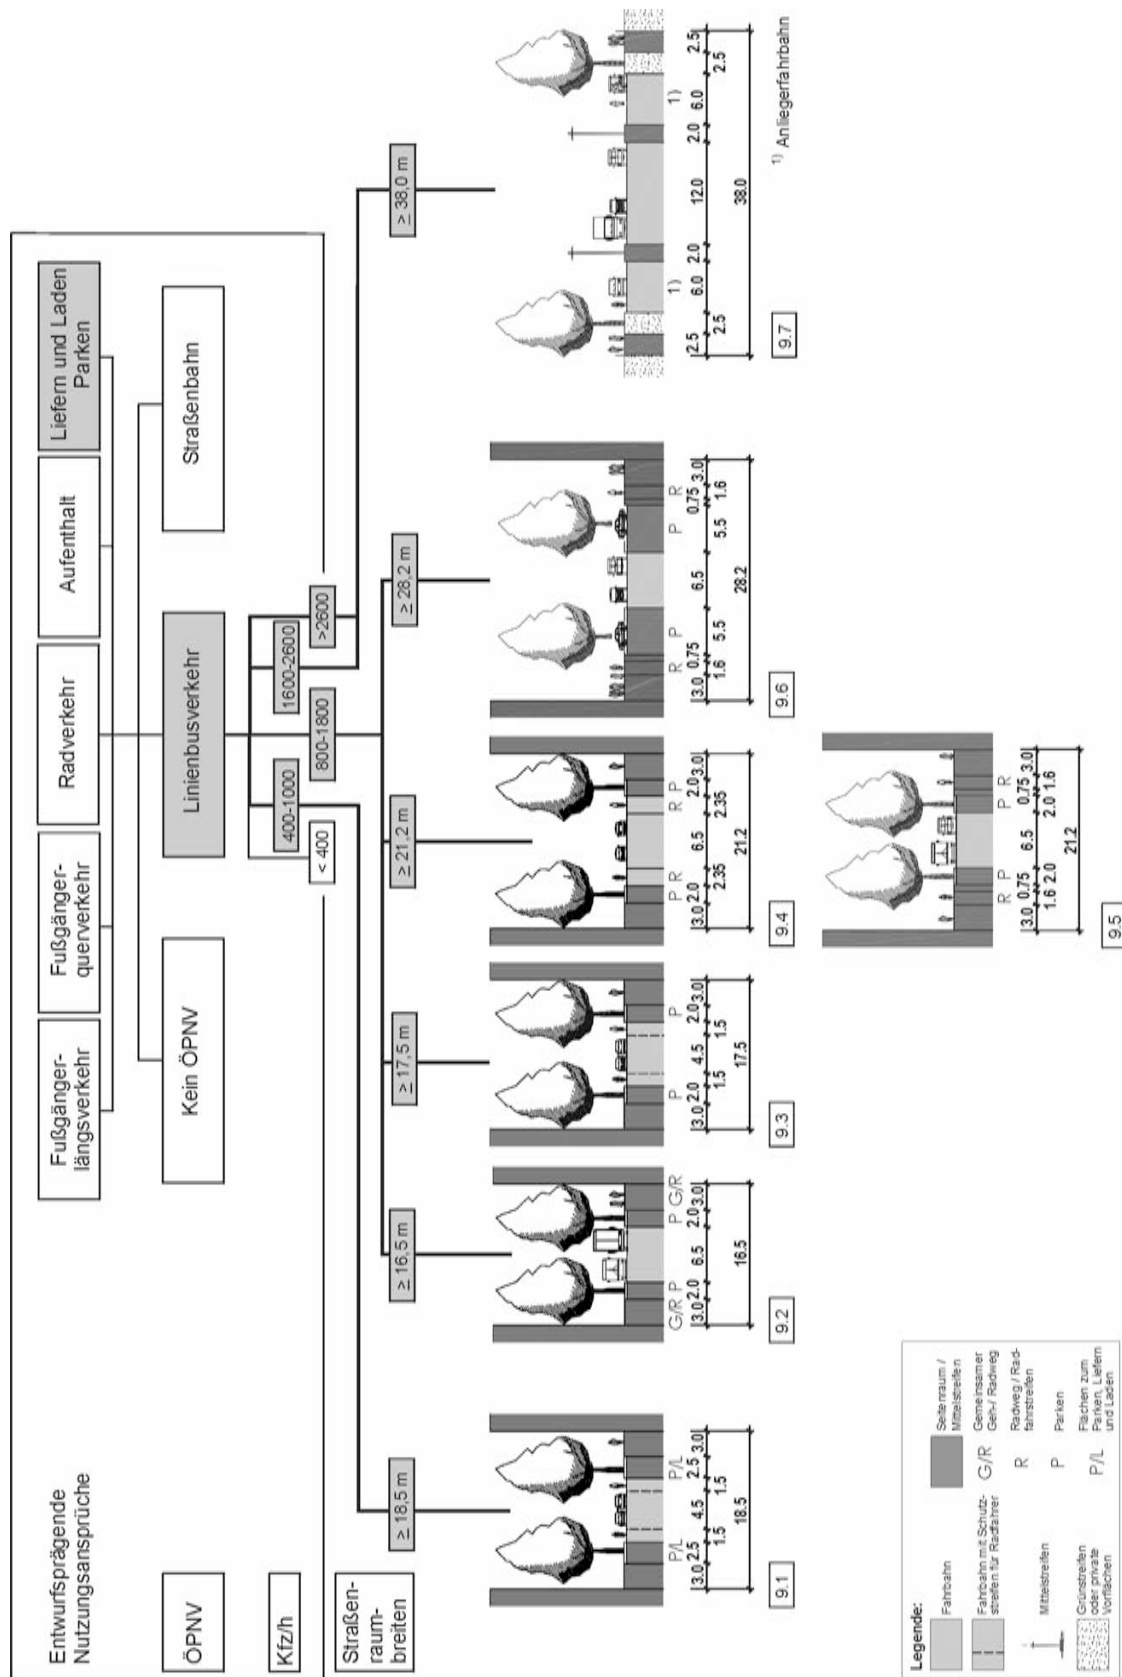 Entwurfsprägende
Nutzungsansprüche
Fußgänger-
längsverkehr
Fußgänger-
querverkehr
Radverkehr
Aufenthalt
Liefern und Laden
Parken
ÖPNV
Kein ÖPNV
Linienbusverkehr
Straßenbahn
Kfz/h
< 400
400-1000
800-1800
1600-2600
>2600
Straßen-
raum-
breiten
≥ 18,5 m
≥ 16,5 m
≥ 17,5 m
≥ 21,2 m
≥ 28,2 m
≥ 38,0 m
P/L P/L
3.0 2.5 4.5 2.5 3.0
1.5 1.5
18.5
9.1
G/R P P G/R
3.0 2.0 6.5 2.0 3.0
16.5
9.2
P P
3.0 2.0 4.5 2.0 3.0
1.5 1.5
17.5
9.3
P R R P
3.0 2.0 6.5 2.0 3.0
2.35 2.35
21.2
9.4
R P P R
3.0 0.75 6.5 0.75 3.0
1.6 2.0 2.0 1.6
21.2
9.5
R P P R
3.0 0.75 5.5 6.5 5.5 0.75 3.0
1.6 1.6
28.2
9.6
1) 1)
2.5 6.0 2.0 12.0 2.0 6.0 2.5
2.5 2.5
38.0
9.7
1) Anliegerfahrbahn
Legende:
Fahrbahn
Fahrbahn mit Schutz-
streifen für Radfahrer
Mittelstreifen
Grünstreifen
oder private
Vorflächen
Seitenraum /
Mittelstreifen
G/R Gemeinsamer
Geh-/ Radweg
R Radweg / Rad-
fahrstreifen
P Parken
P/L Flächen zum
Parken, Liefern
und Laden